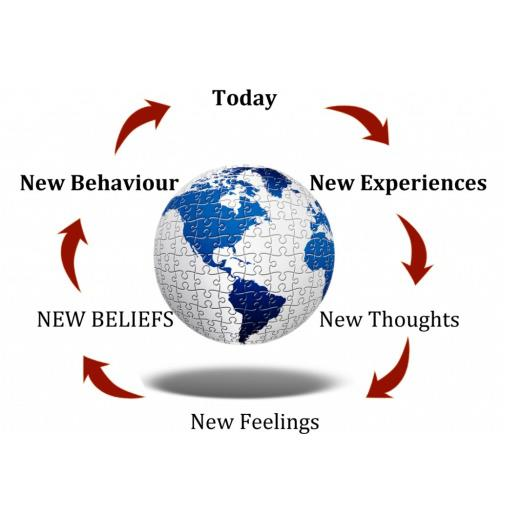 Today
New Behaviour
New Experiences
NEW BELIEFS
New Thoughts
New Feelings